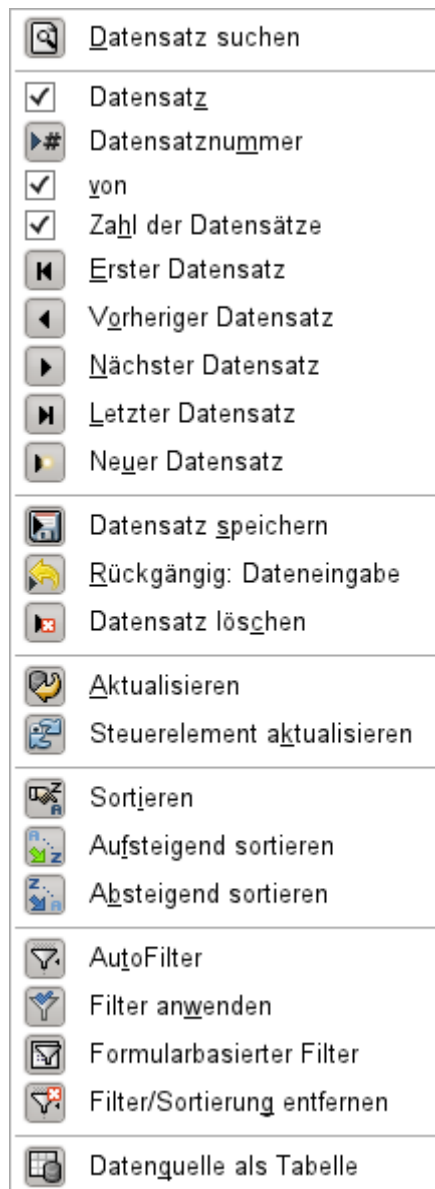 Datensatz suchen
Datensatz
Datensatznummer
von
Zahl der Datensätze
Erster Datensatz
Vorheriger Datensatz
Nächster Datensatz
Letzter Datensatz
Neuer Datensatz
Datensatz speichern
Rückgängig: Dateneingabe
Datensatz löschen
Aktualisieren
Steuerelement aktualisieren
Sortieren
Aufsteigend sortieren
Absteigend sortieren
AutoFilter
Filter anwenden
Formularbasierter Filter
Filter/Sortierung entfernen
Datenquelle als Tabelle